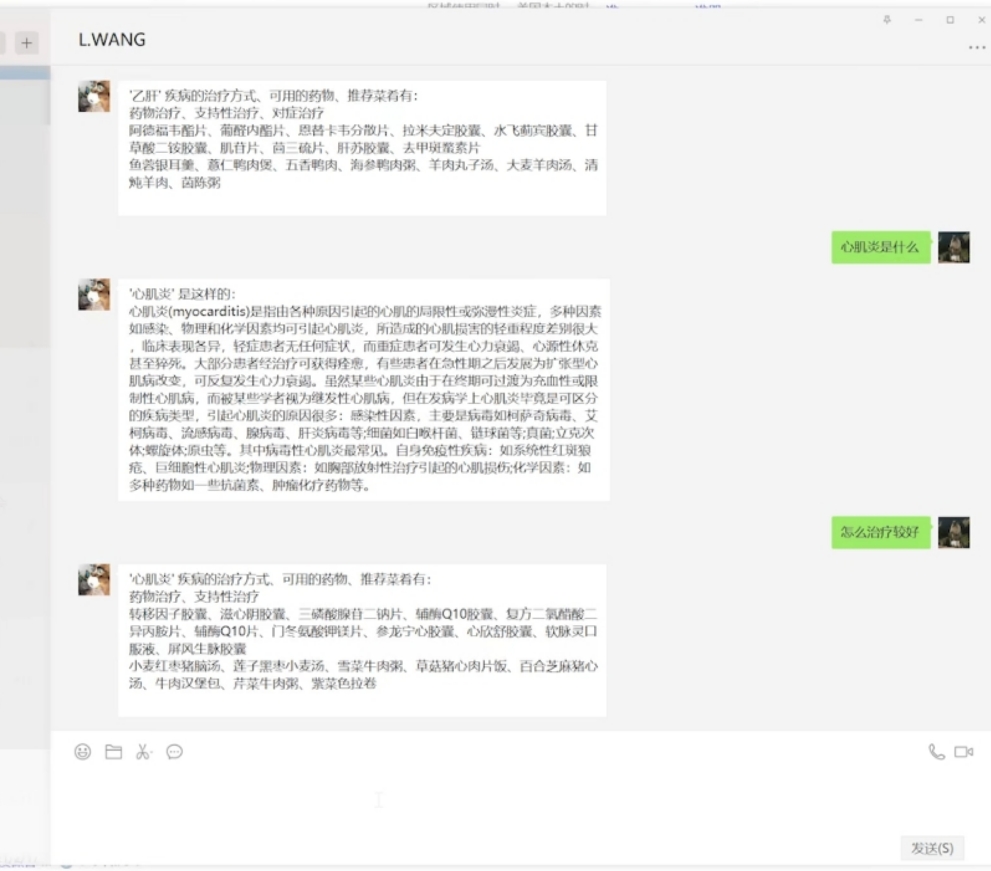 L.WANG
'乙肝' 疾病的治疗方式、可用的药物、推荐菜肴有：
药物治疗、支持性治疗、对症治疗
阿德福韦酯片、葡醛内酯片、恩替卡韦分散片、拉米夫定胶囊、水飞蓟宾胶囊、甘
草酸二铵胶囊、肌苷片、茴三硫片、肝苏胶囊、去甲斑蝥素片
鱼蓉银耳羹、薏仁鸭肉煲、五香鸭肉、海参鸭肉粥、羊肉丸子汤、大麦羊肉汤、清
炖羊肉、茵陈粥
心肌炎是什么
'心肌炎' 是这样的：
心肌炎(myocarditis)是指由各种原因引起的心肌的局限性或弥漫性炎症，多种因素
如感染、物理和化学因素均可引起心肌炎，所造成的心肌损害的轻重程度差别很大
，临床表现各异，轻症患者无任何症状，而重症患者可发生心力衰竭、心源性休克
甚至猝死。大部分患者经治疗可获得痊愈，有些患者在急性期之后发展为扩张型心
肌病改变，可反复发生心力衰竭。虽然某些心肌炎由于在终期可过渡为充血性或限
制性心肌病，而被某些学者视为继发性心肌病，但在发病学上心肌炎毕竟是可区分
的疾病类型，引起心肌炎的原因很多：感染性因素，主要是病毒如柯萨奇病毒、艾
柯病毒、流感病毒、腺病毒、肝炎病毒等;细菌如白喉杆菌、链球菌等;真菌;立克次
体;螺旋体;原虫等。其中病毒性心肌炎最常见。自身免疫性疾病：如系统性红斑狼
疮、巨细胞性心肌炎;物理因素：如胸部放射性治疗引起的心肌损伤;化学因素：如
多种药物如一些抗菌素、肿瘤化疗药物等。
怎么治疗较好
'心肌炎' 疾病的治疗方式、可用的药物、推荐菜肴有：
药物治疗、支持性治疗
转移因子胶囊、滋心阴胶囊、三磷酸腺苷二钠片、辅酶Q10胶囊、复方二氯醋酸二
异丙胺片、辅酶Q10片、门冬氨酸钾镁片、参龙宁心胶囊、心欣舒胶囊、软脉灵口
服液、屏风生脉胶囊
小麦红枣猪脑汤、莲子黑枣小麦汤、雪菜牛肉粥、草菇猪心肉片饭、百合芝麻猪心
汤、牛肉汉堡包、芹菜牛肉粥、紫菜色拉卷
发送(S)